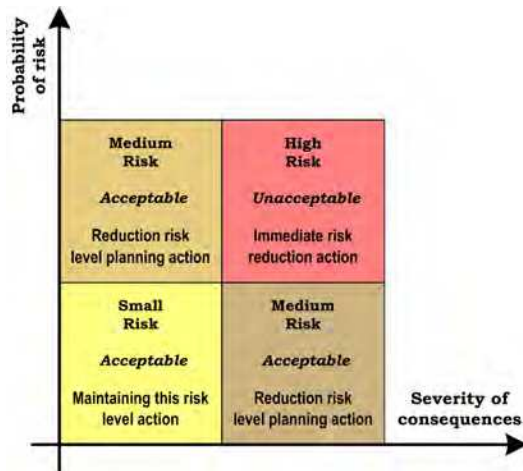 Probability
of risk
Medium
Risk
Acceptable
Reduction risk
level planning action
High
Risk
Unacceptable
Immediate risk
reduction action
Small
Risk
Acceptable
Maintaining this risk
level action
Medium
Risk
Acceptable
Reduction risk
level planning action
Severity of
consequences